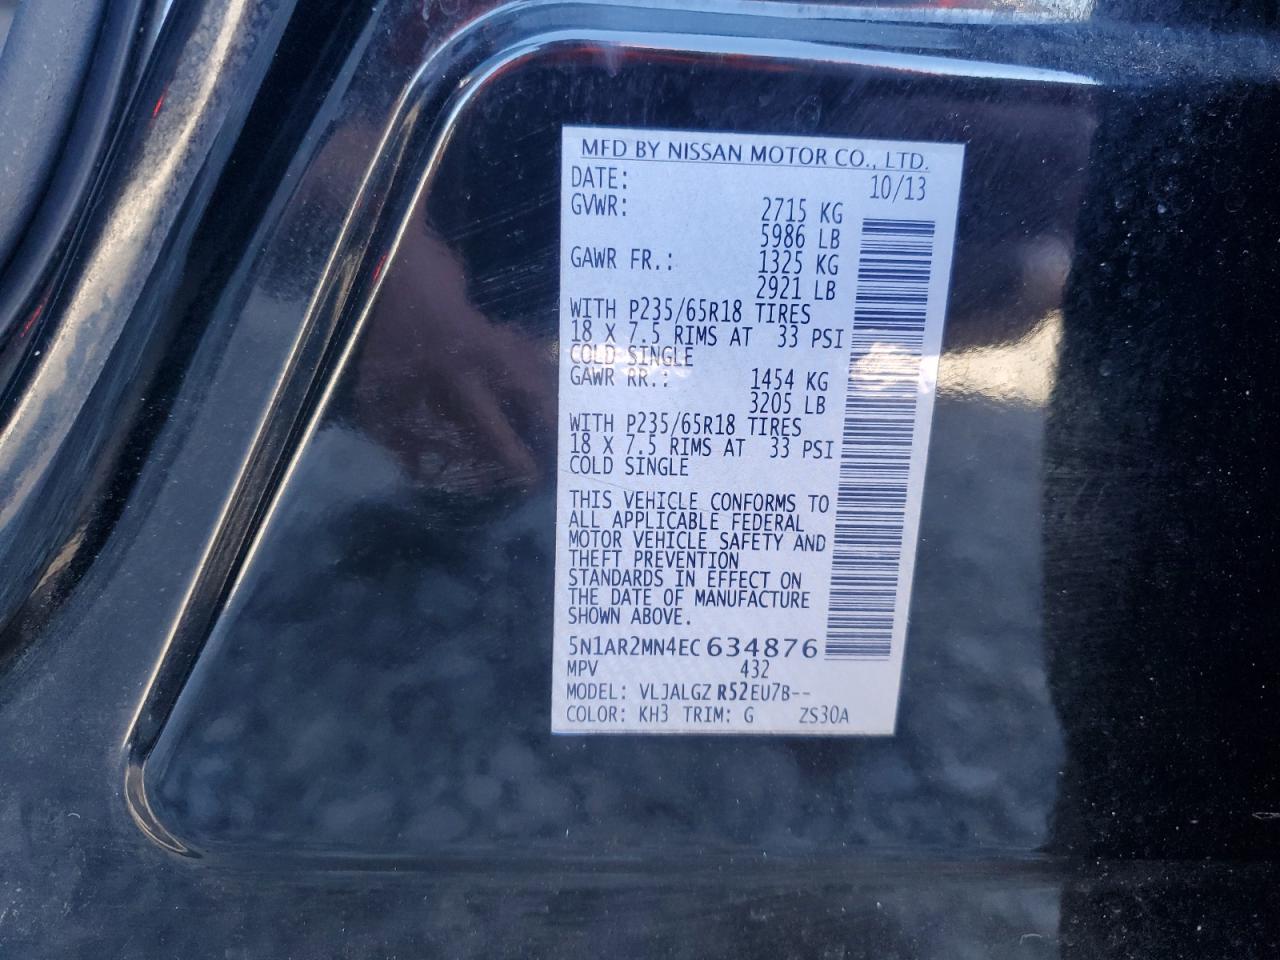 MFD BY NISSAN MOTOR CO., LTD.
DATE: 10/13
GVWR: 2715 KG
5986 LB
GAWR FR.: 1325 KG
2921 LB
WITH P235/65R18 TIRES
18 X 7.5 RIMS AT 33 PSI
COLD SINGLE
GAWR RR.: 1454 KG
3205 LB
WITH P235/65R18 TIRES
18 X 7.5 RIMS AT 33 PSI
COLD SINGLE
THIS VEHICLE CONFORMS TO
ALL APPLICABLE FEDERAL
MOTOR VEHICLE SAFETY AND
THEFT PREVENTION
STANDARDS IN EFFECT ON
THE DATE OF MANUFACTURE
SHOWN ABOVE.
5N1AR2MN4EC634876
MPV 432
MODEL: VLJALGZ R52EU7B--
COLOR: KH3 TRIM: G ZS30A